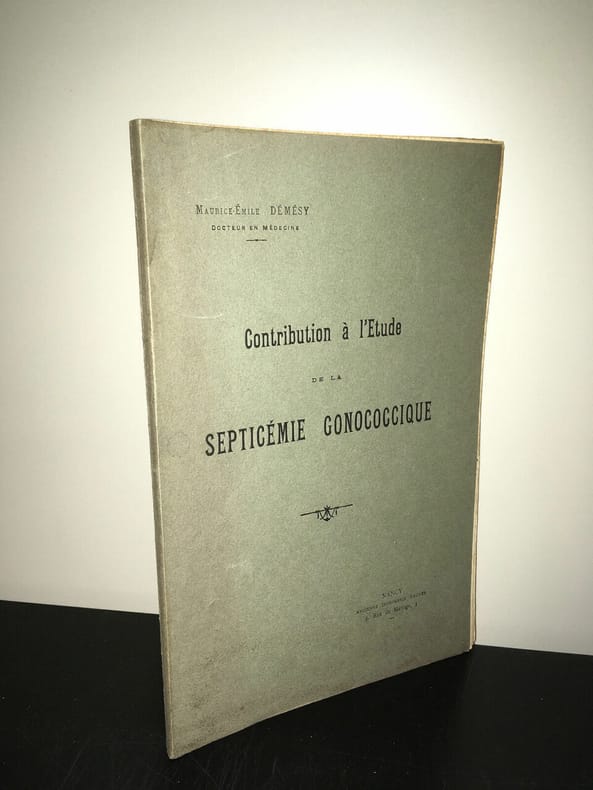 MAURICE-ÉMILE DÉMÉSY
DOCTEUR EN MÉDECINE
Contribution à l'Etude
DE LA
SEPTICÉMIE GONOCOCCIQUE
NANCY